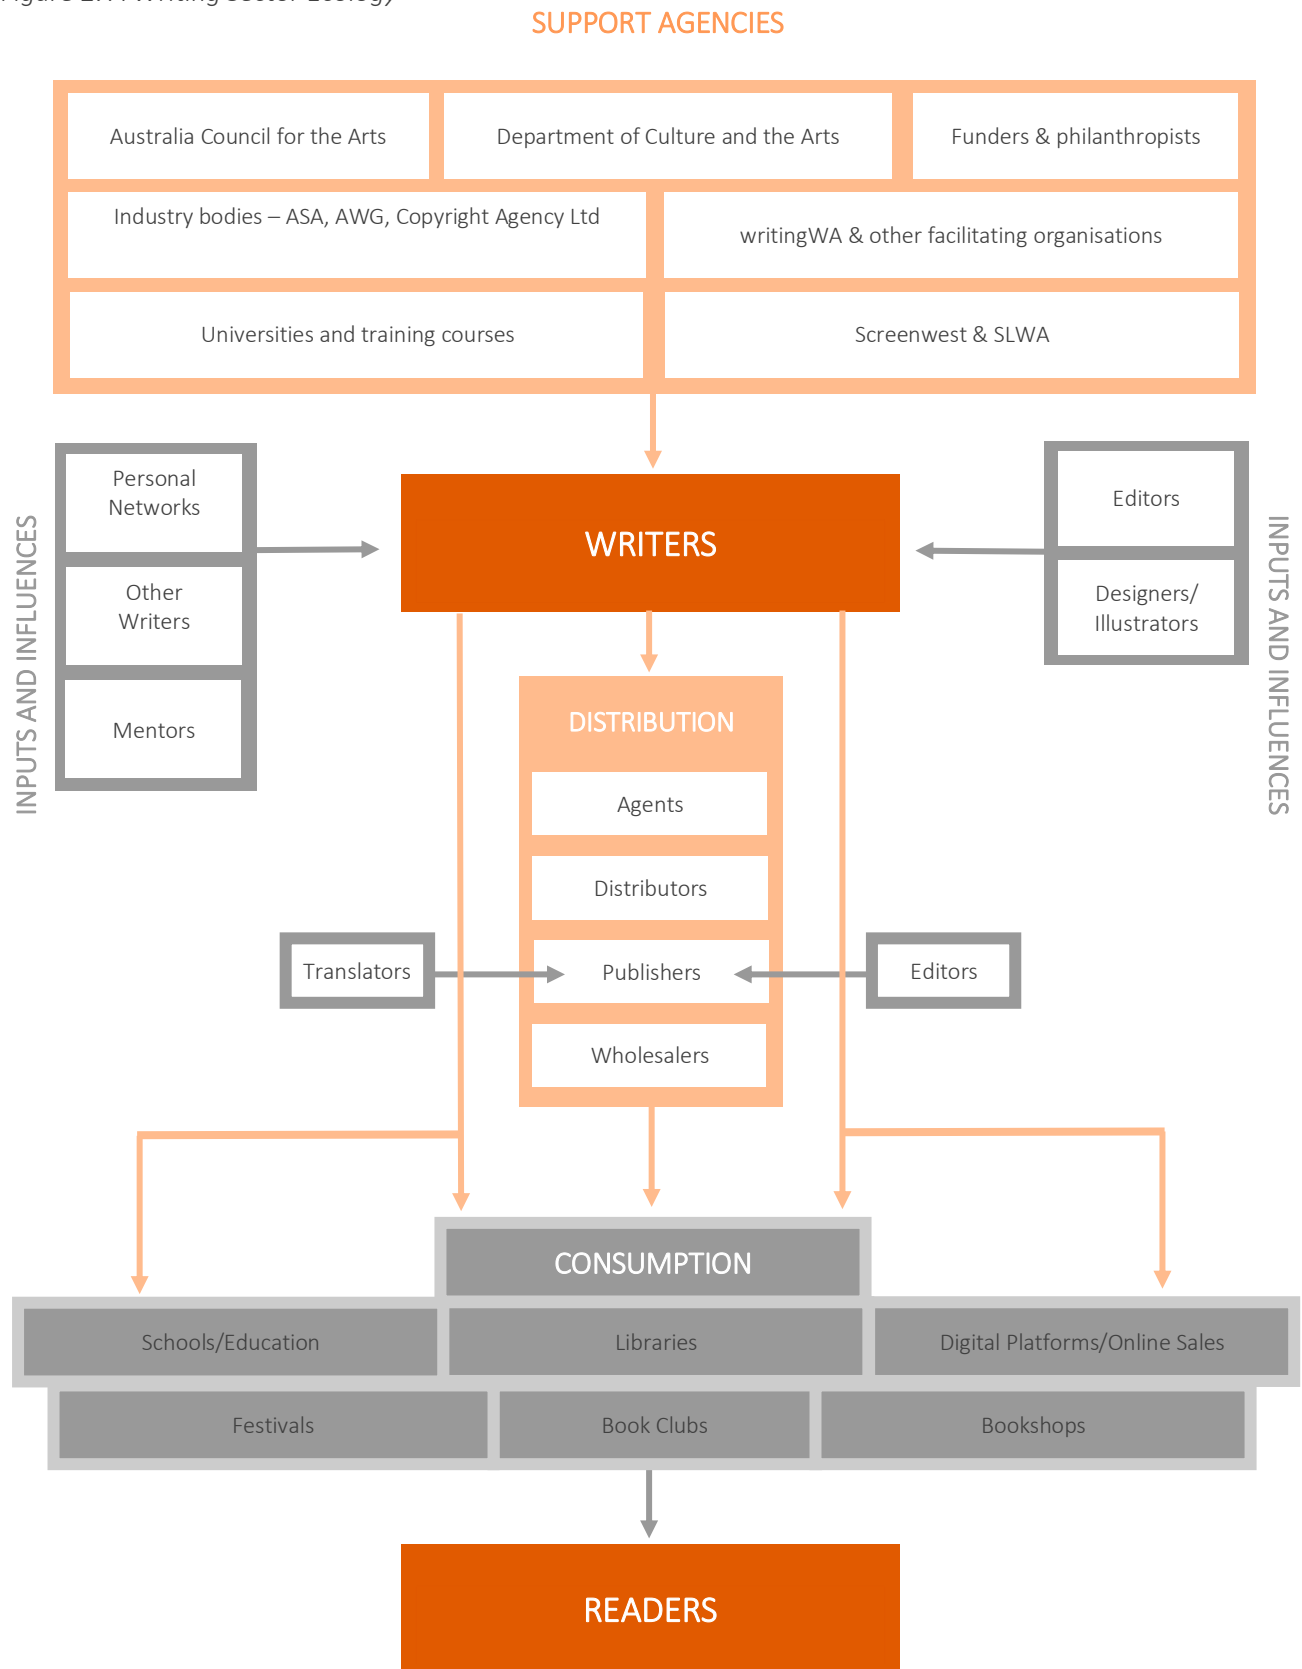 Writing Sector Ecology
SUPPORT AGENCIES
Australia Council for the Arts
Department of Culture and the Arts
Funders & philanthropists
Industry bodies – ASA, AWG, Copyright Agency Ltd
writingWA & other facilitating organisations
Universities and training courses
Screenwest & SLWA
INPUTS AND INFLUENCES
Personal
Networks
Other
Writers
Mentors
WRITERS
Editors
Designers/
Illustrators
INPUTS AND INFLUENCES
DISTRIBUTION
Agents
Distributors
Translators
Publishers
Editors
Wholesalers
CONSUMPTION
Schools/Education
Libraries
Digital Platforms/Online Sales
Festivals
Book Clubs
Bookshops
READERS